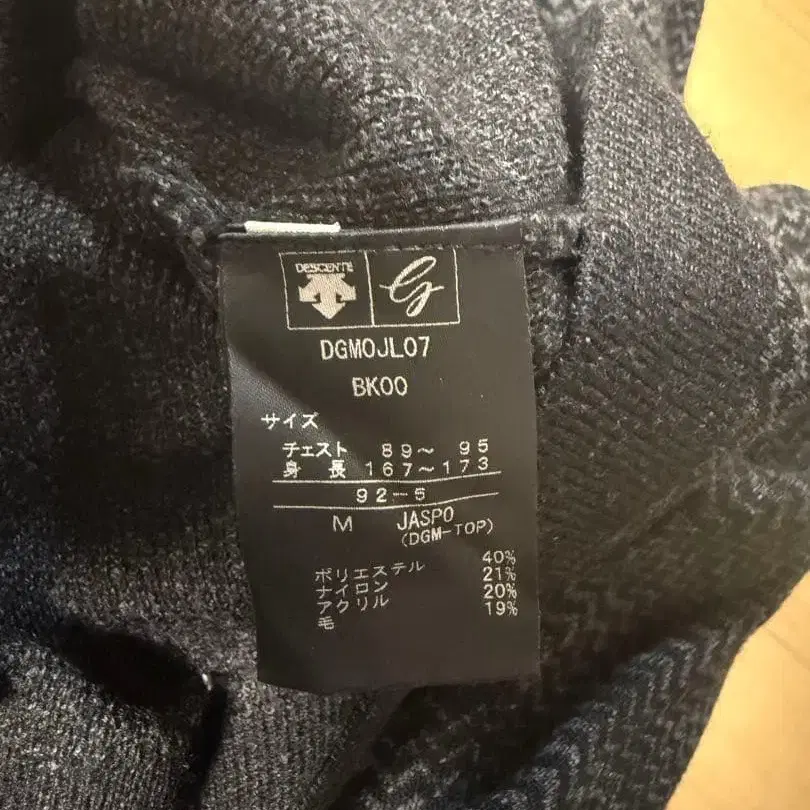 DESCENTE
G
DGMOJL07
BK00
サイズ
チェスト 89～ 95
身 長 167～173
92-5
M JASPO
(DGM-TOP)
ポリエステル 40%
ナイロン 21%
アクリル 20%
毛 19%